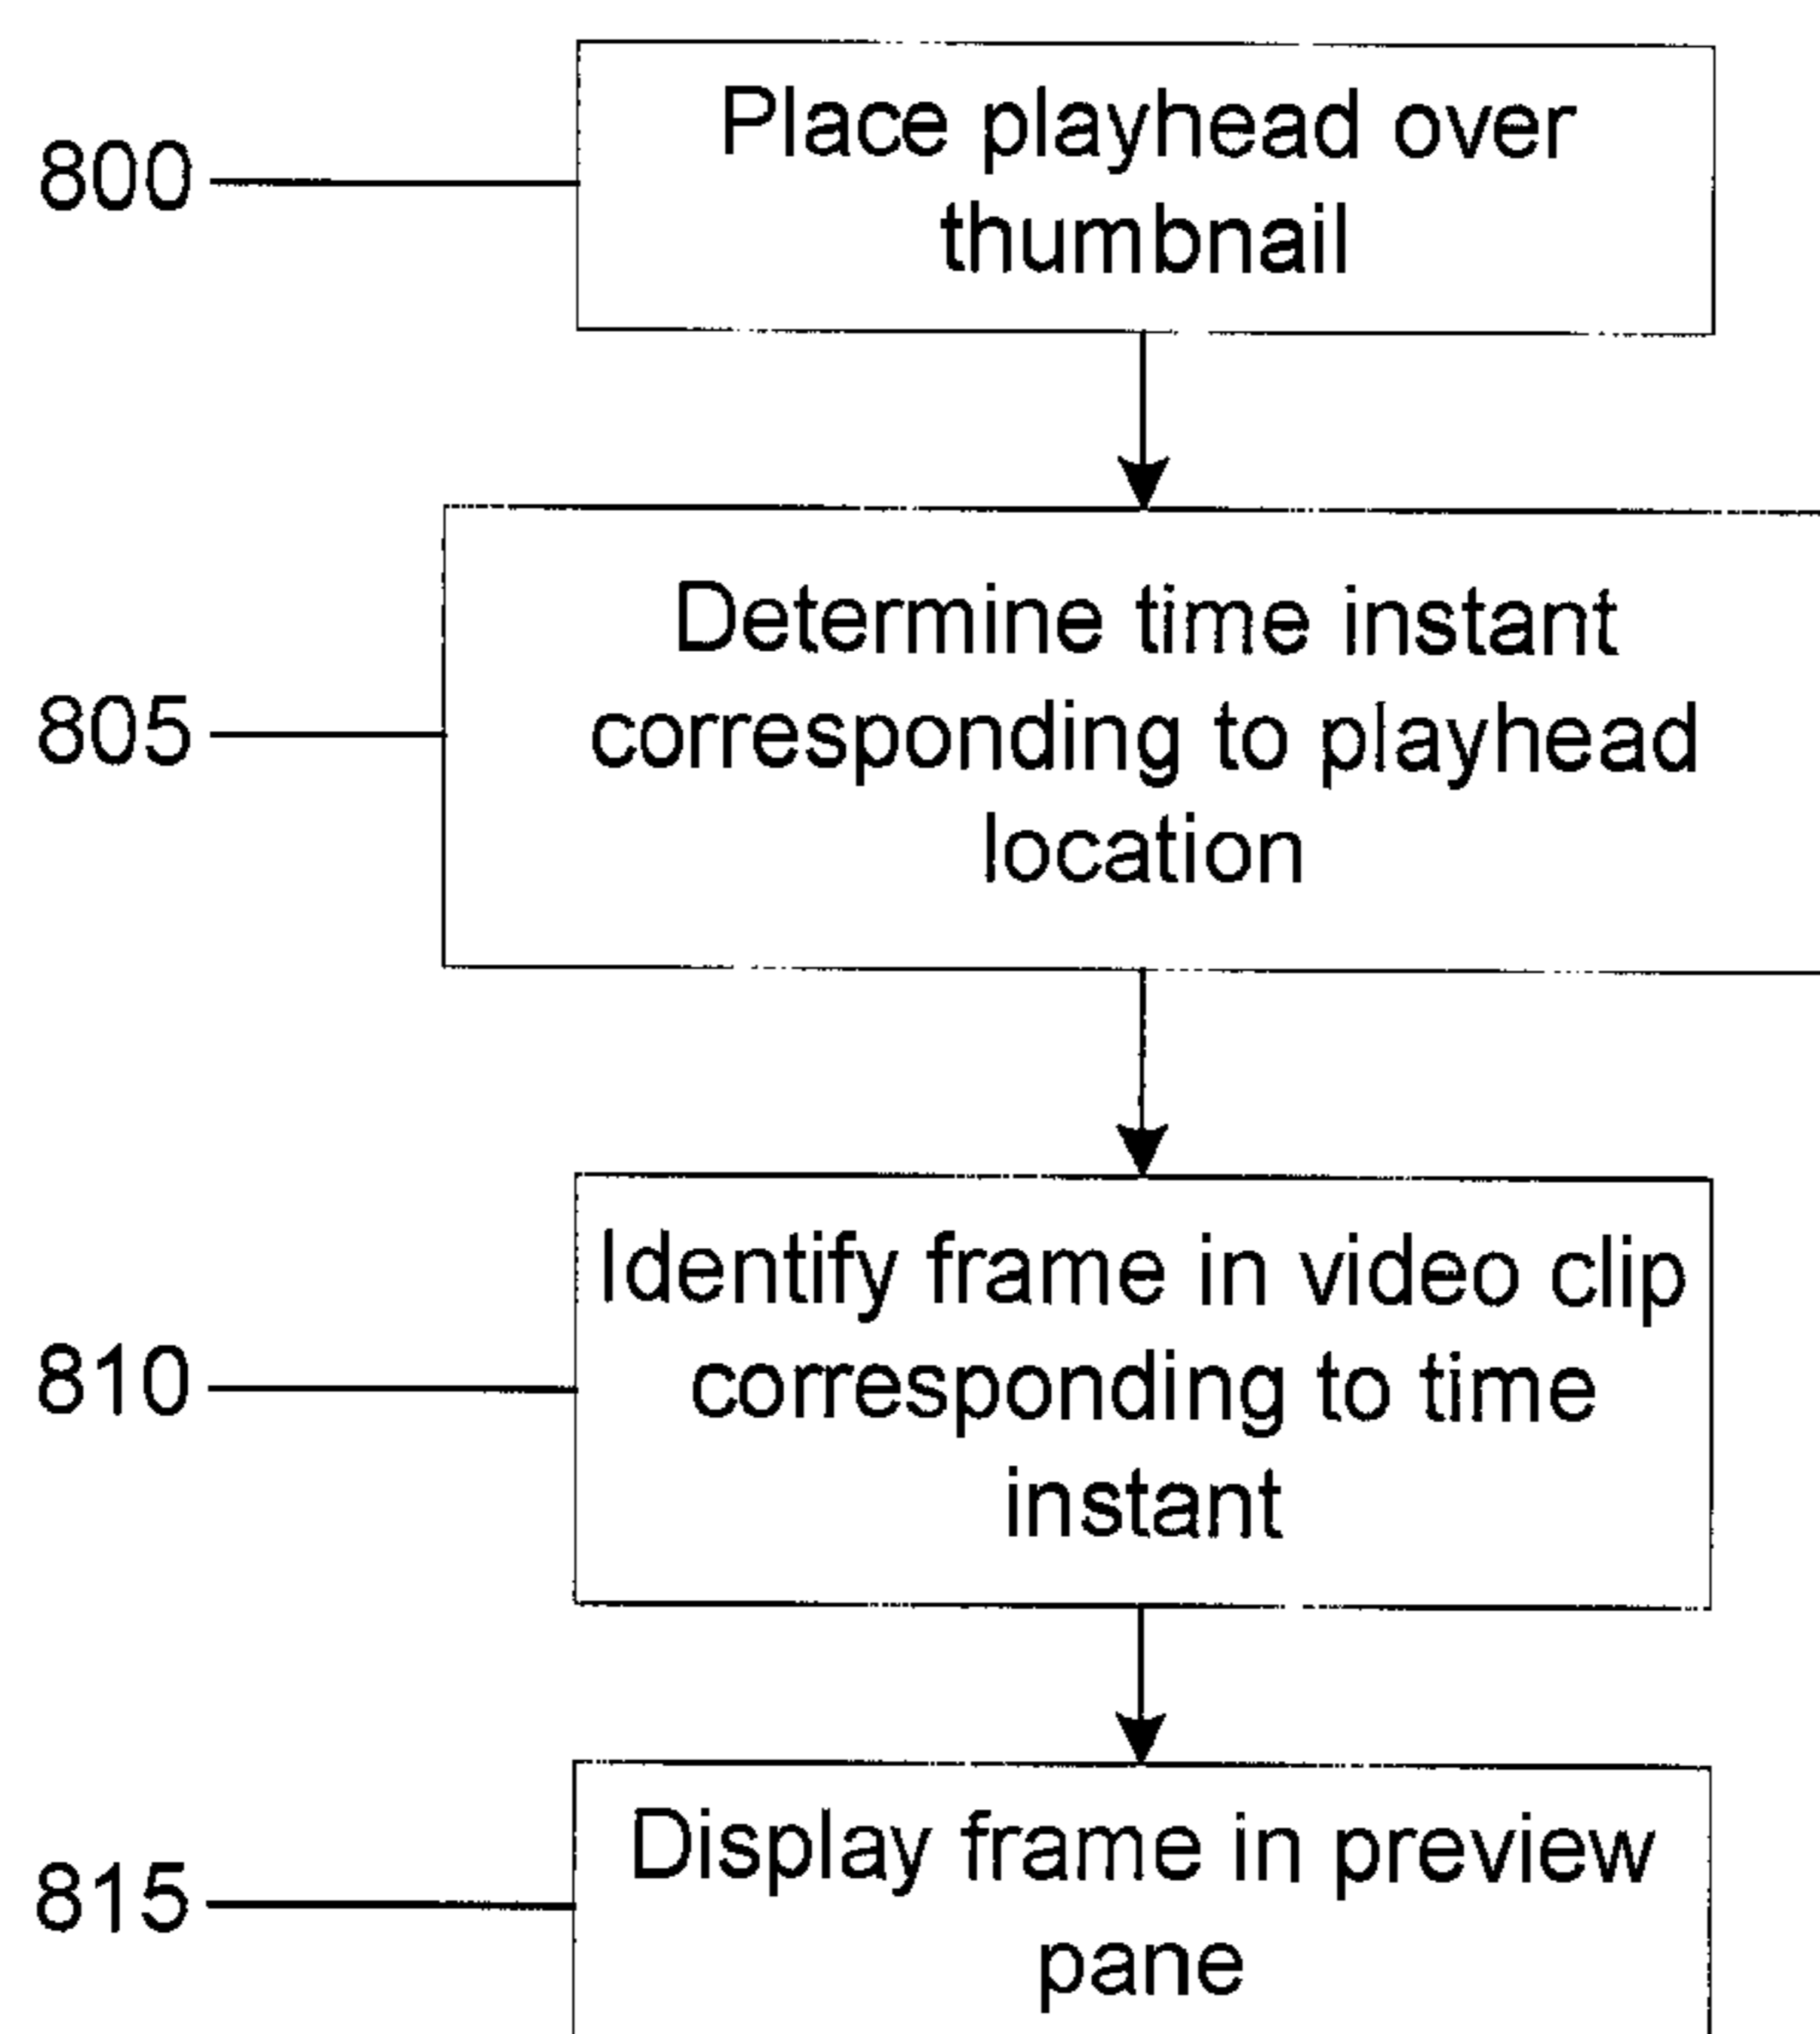 800
Place playhead over
thumbnail
805
Determine time instant
corresponding to playhead
location
810
Identify frame in video clip
corresponding to time
instant
815
Display frame in preview
pane